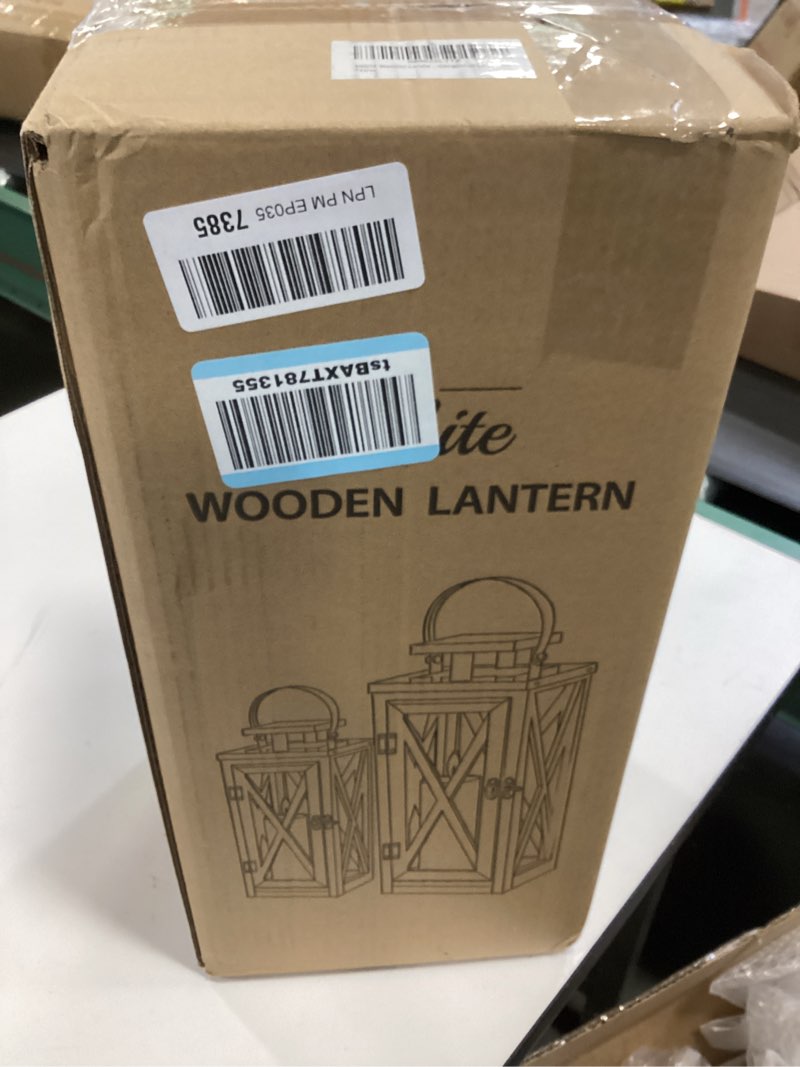 LPN PM EP035 7385
tsBAXT781355
WOODEN LANTERN